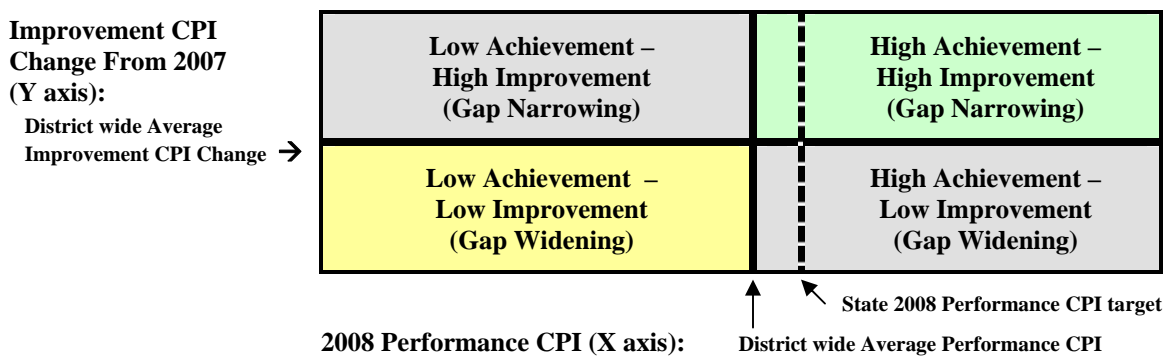 Improvement CPI
Change From 2007
(Y axis):
District wide Average
Improvement CPI Change →
Low Achievement –
High Improvement
(Gap Narrowing)
High Achievement –
High Improvement
(Gap Narrowing)
Low Achievement –
Low Improvement
(Gap Widening)
High Achievement –
Low Improvement
(Gap Widening)
State 2008 Performance CPI target
2008 Performance CPI (X axis):
District wide Average Performance CPI